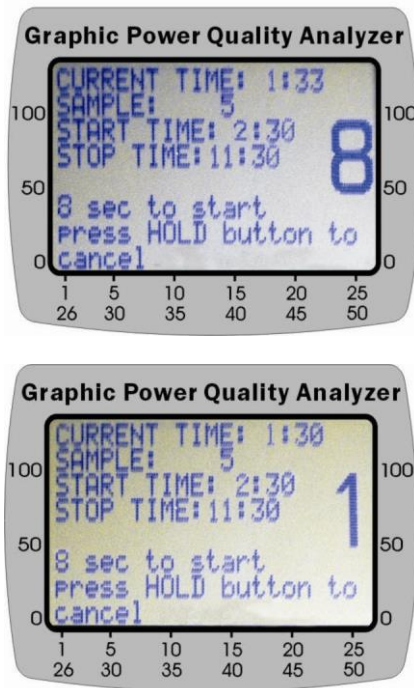 Graphic Power Quality Analyzer
CURRENT TIME: 1:33
SAMPLE: 5
START TIME: 2:30
STOP TIME:11:30
8
8 sec to start
press HOLD button to
cancel
100 100
50 50
0 0
1 5 10 15 20 25
26 30 35 40 45 50
Graphic Power Quality Analyzer
CURRENT TIME: 1:30
SAMPLE: 5
START TIME: 2:30
STOP TIME:11:30
1
8 sec to start
press HOLD button to
cancel
100 100
50 50
0 0
1 5 10 15 20 25
26 30 35 40 45 50